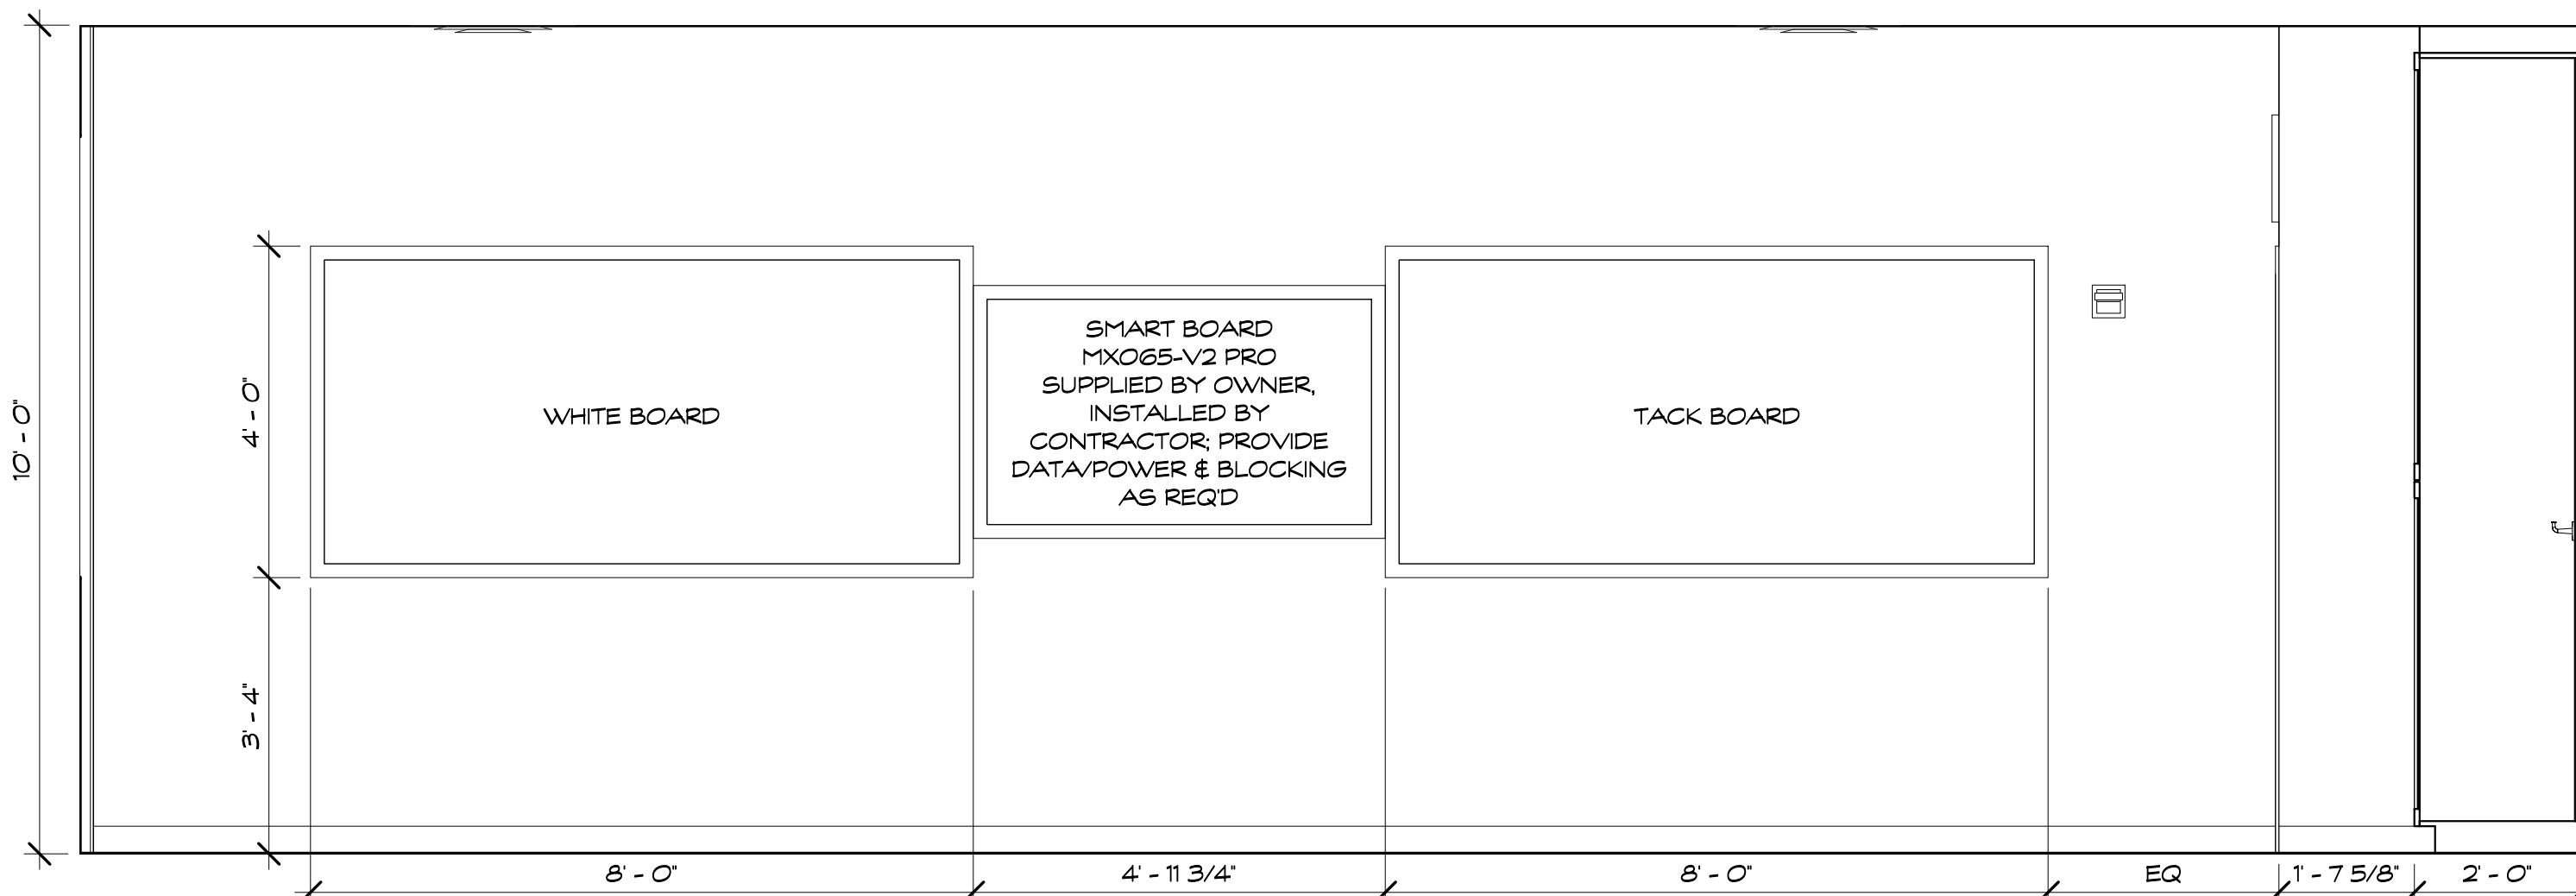 10' - 0"
4' - 0"
3' - 4"
WHITE BOARD
SMART BOARD
MX065-V2 PRO
SUPPLIED BY OWNER,
INSTALLED BY
CONTRACTOR; PROVIDE
DATA/POWER & BLOCKING
AS REQ'D
TACK BOARD
8' - 0"
4' - 11 3/4"
8' - 0"
EQ
1' - 7 5/8"
2' - 0"